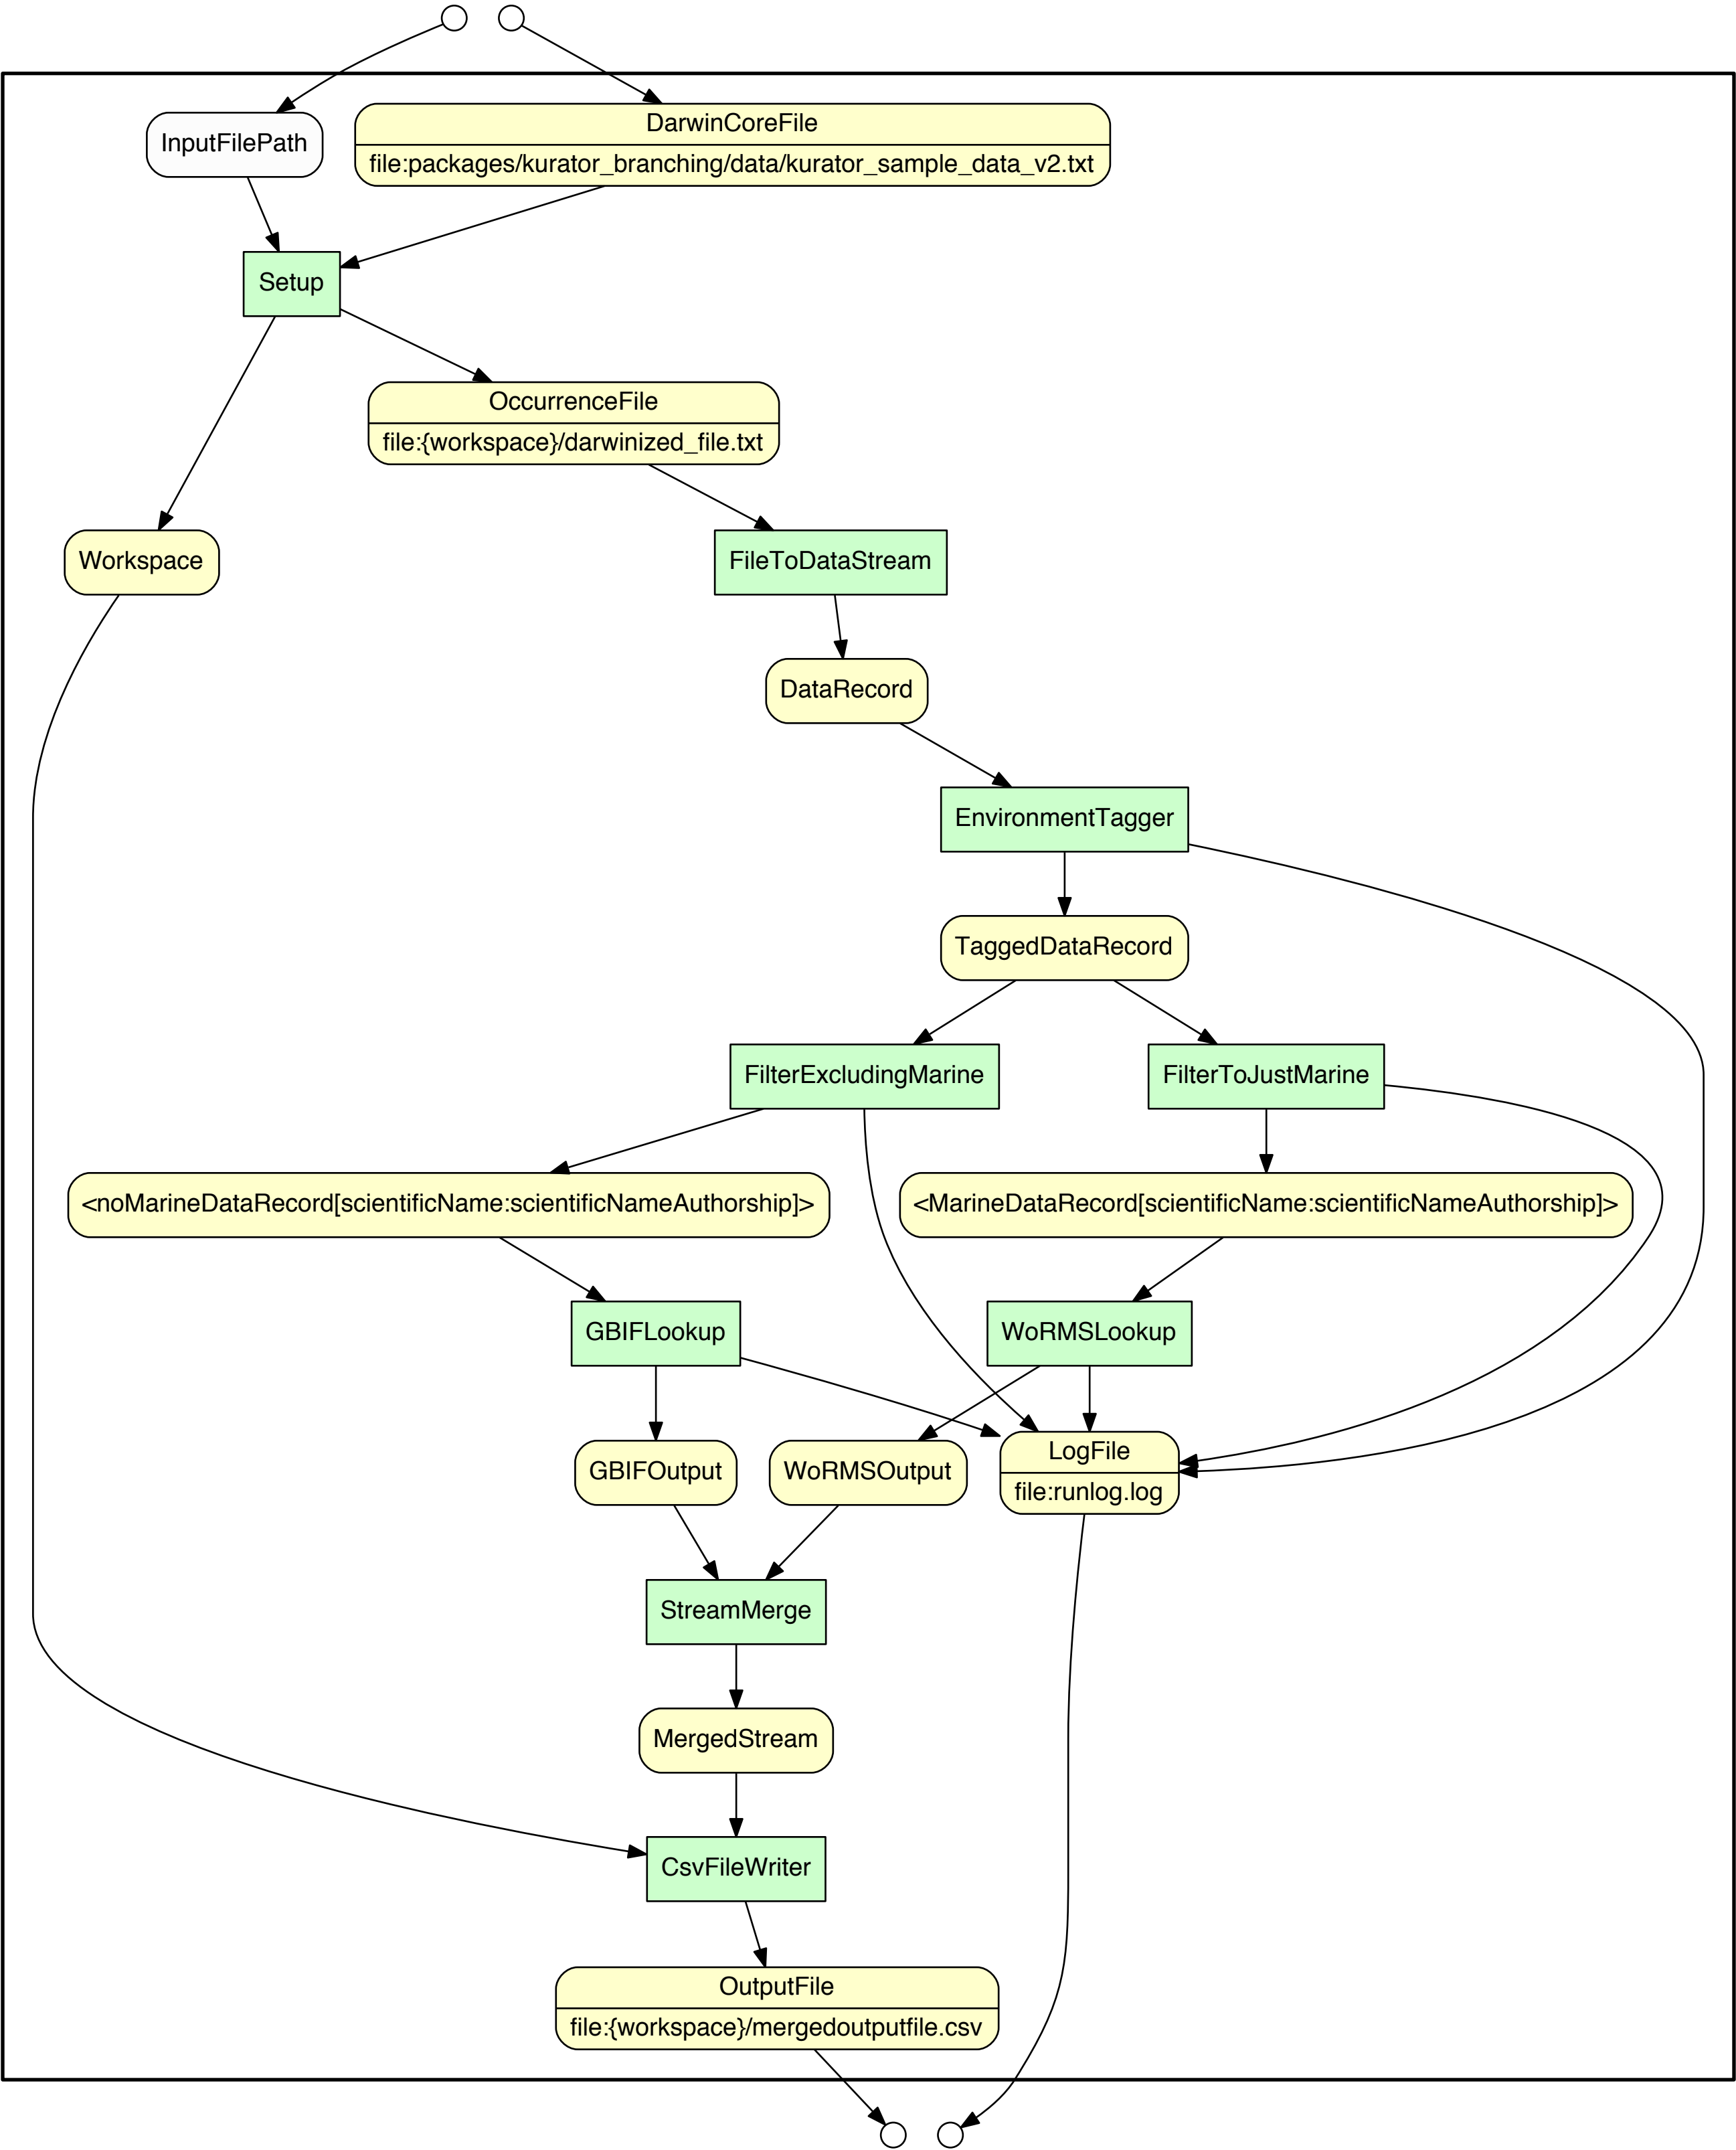 InputFilePath
DarwinCoreFile
file:packages/kurator_branching/data/kurator_sample_data_v2.txt
Setup
OccurrenceFile
file:{workspace}/darwinized_file.txt
Workspace
FileToDataStream
DataRecord
EnvironmentTagger
TaggedDataRecord
FilterExcludingMarine
FilterToJustMarine
<noMarineDataRecord[scientificName:scientificNameAuthorship]>
<MarineDataRecord[scientificName:scientificNameAuthorship]>
GBIFLookup
WoRMSLookup
GBIFOutput
WoRMSOutput
LogFile
file:runlog.log
StreamMerge
MergedStream
CsvFileWriter
OutputFile
file:{workspace}/mergedoutputfile.csv